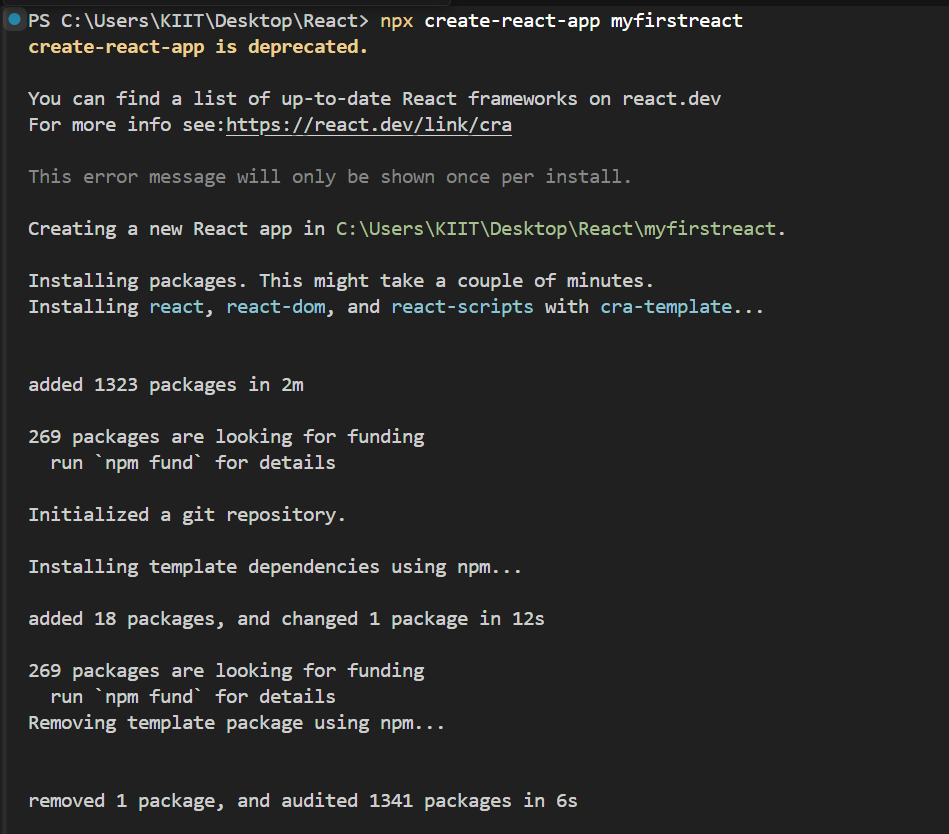 PS C:\Users\KIIT\Desktop\React> npx create-react-app myfirstreact
create-react-app is deprecated.
You can find a list of up-to-date React frameworks on react.dev
For more info see:https://react.dev/link/cra
This error message will only be shown once per install.
Creating a new React app in C:\Users\KIIT\Desktop\React\myfirstreact.
Installing packages. This might take a couple of minutes.
Installing react, react-dom, and react-scripts with cra-template...
added 1323 packages in 2m
269 packages are looking for funding
  run `npm fund` for details
Initialized a git repository.
Installing template dependencies using npm...
added 18 packages, and changed 1 package in 12s
269 packages are looking for funding
  run `npm fund` for details
Removing template package using npm...
removed 1 package, and audited 1341 packages in 6s